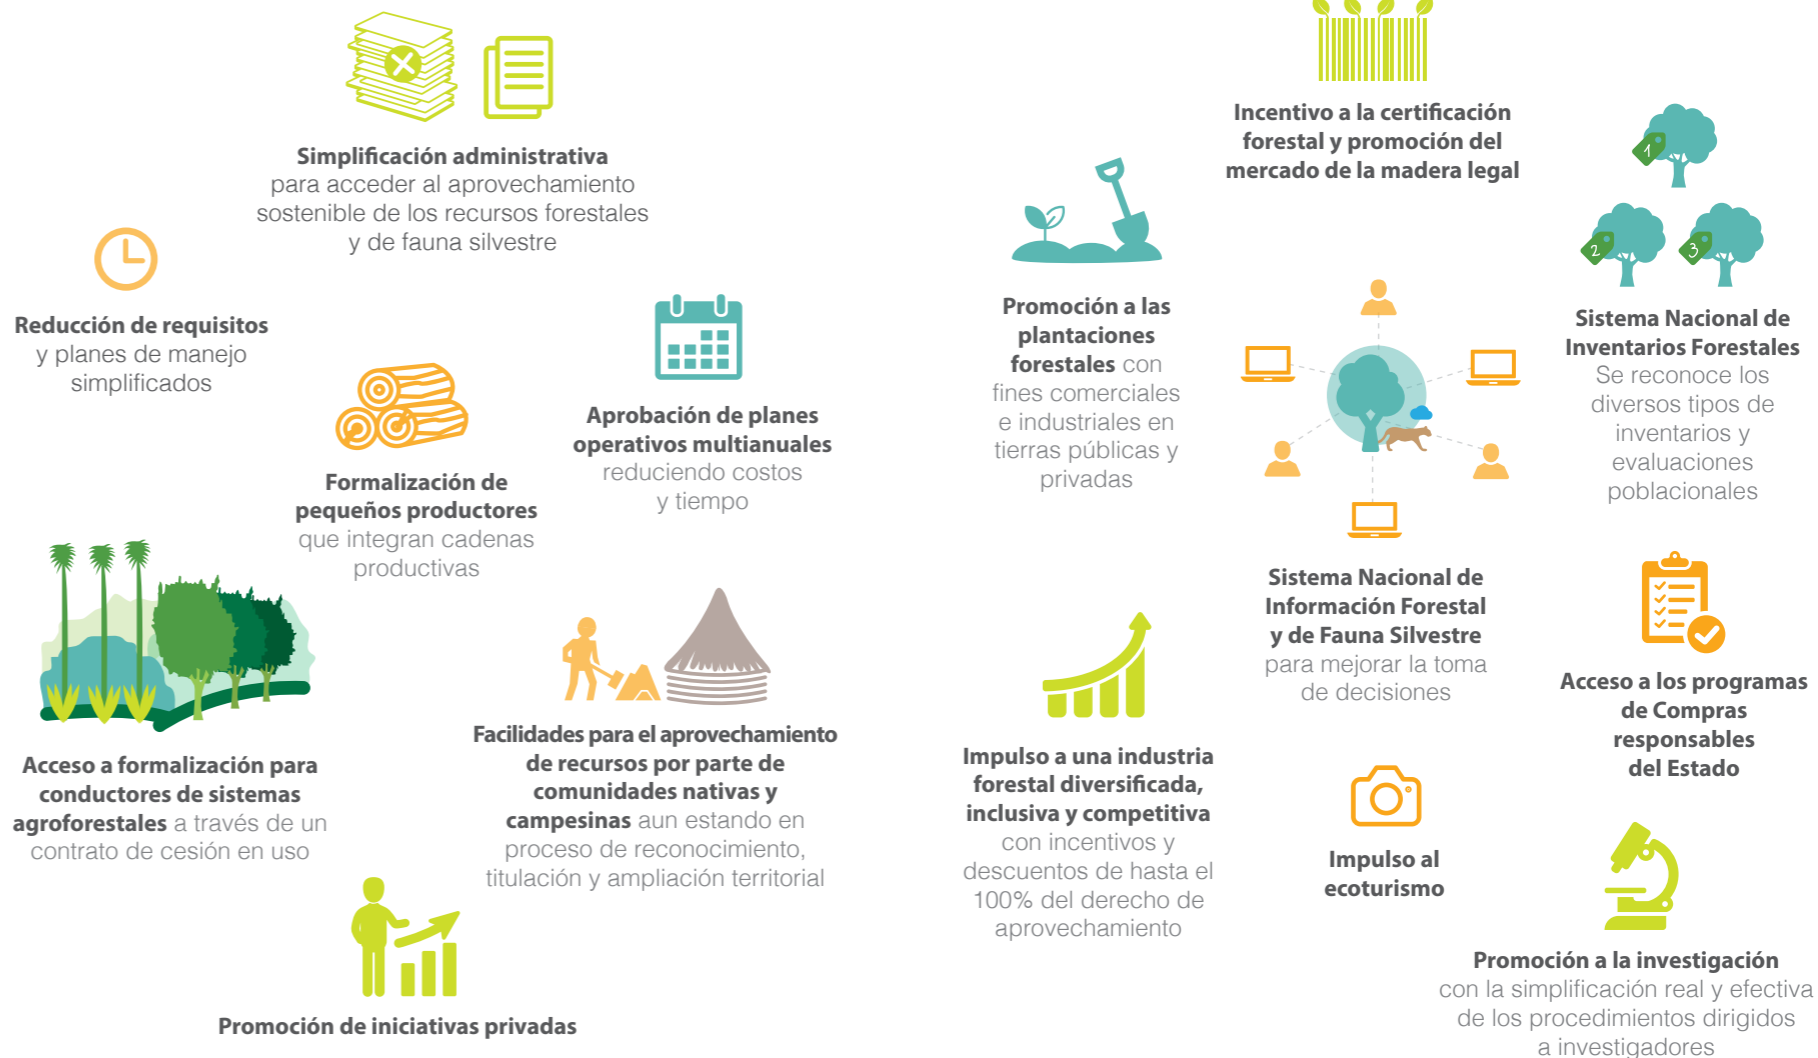 Simplificación administrativa
para acceder al aprovechamiento
sostenible de los recursos forestales
y de fauna silvestre
Reducción de requisitos
y planes de manejo
simplificados
Formalización de
pequeños productores
que integran cadenas
productivas
Aprobación de planes
operativos multianuales
reduciendo costos
y tiempo
Acceso a formalización para
conductores de sistemas
agroforestales a través de un
contrato de cesión en uso
Facilidades para el aprovechamiento
de recursos por parte de
comunidades nativas y
campesinas aun estando en
proceso de reconocimiento,
titulación y ampliación territorial
Promoción de iniciativas privadas
Incentivo a la certificación
forestal y promoción del
mercado de la madera legal
Promoción a las
plantaciones
forestales con
fines comerciales
e industriales en
tierras públicas y
privadas
1
2
3
Sistema Nacional de
Inventarios Forestales
Se reconoce los
diversos tipos de
inventarios y
evaluaciones
poblacionales
Sistema Nacional de
Información Forestal
y de Fauna Silvestre
para mejorar la toma
de decisiones
Acceso a los programas
de Compras
responsables
del Estado
Impulso a una industria
forestal diversificada,
inclusiva y competitiva
con incentivos y
descuentos de hasta el
100% del derecho de
aprovechamiento
Impulso al
ecoturismo
Promoción a la investigación
con la simplificación real y efectiva
de los procedimientos dirigidos
a investigadores